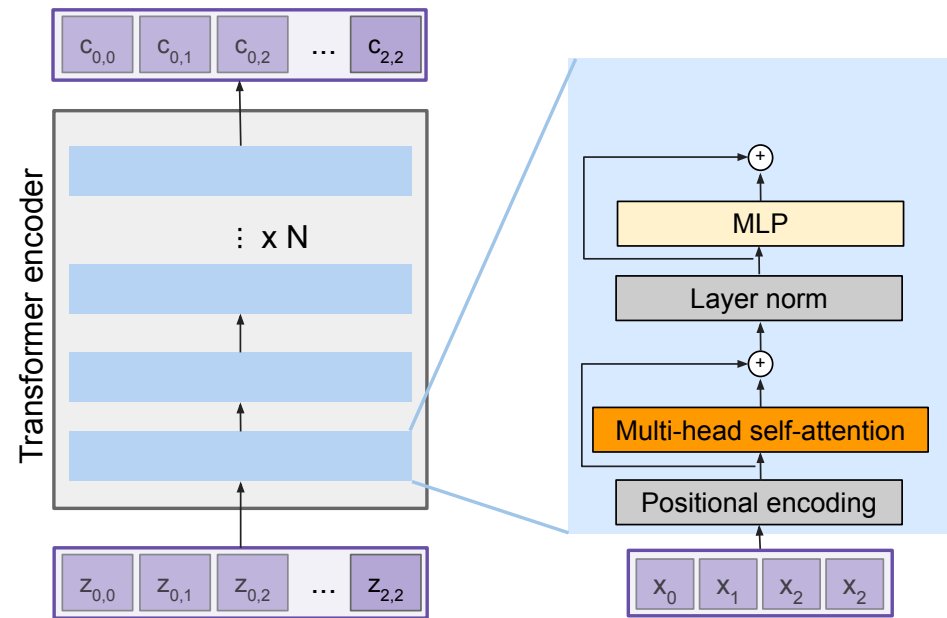 c0,0 c0,1 c0,2 ... c2,2
Transformer encoder
⋮ x N
z0,0 z0,1 z0,2 ... z2,2
+
MLP
Layer norm
+
Multi-head self-attention
Positional encoding
x0 x1 x2 x2